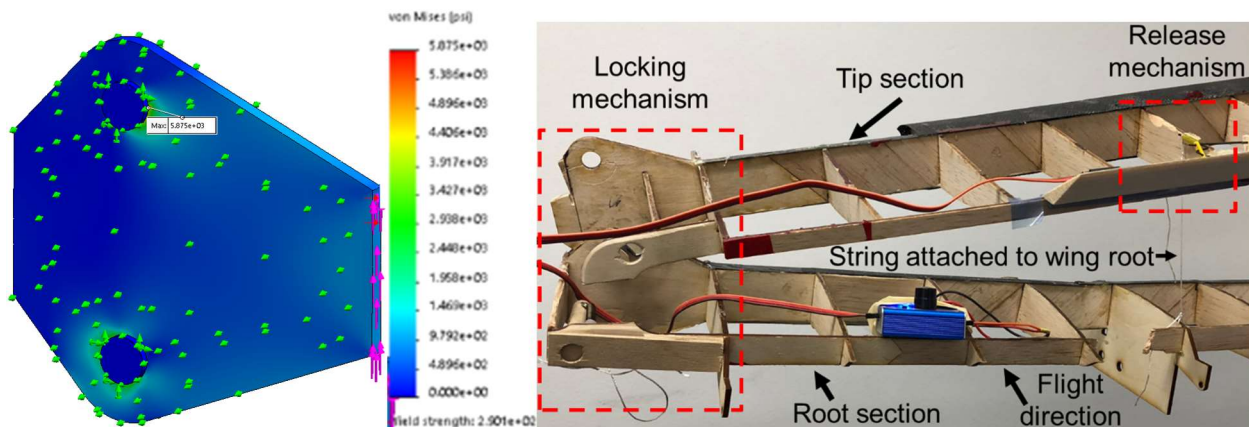 von Mises (psi)
5.875e+03
5.386e+03
4.896e+03
4.406e+03
3.917e+03
3.427e+03
2.938e+03
2.448e+03
1.958e+03
1.469e+03
9.792e+02
4.896e+02
0.000e+00
Yield strength: 2.901e+02
Max: 5.875e+03
Locking
mechanism
Tip section
Release
mechanism
String attached to wing root
Root section
Flight
direction